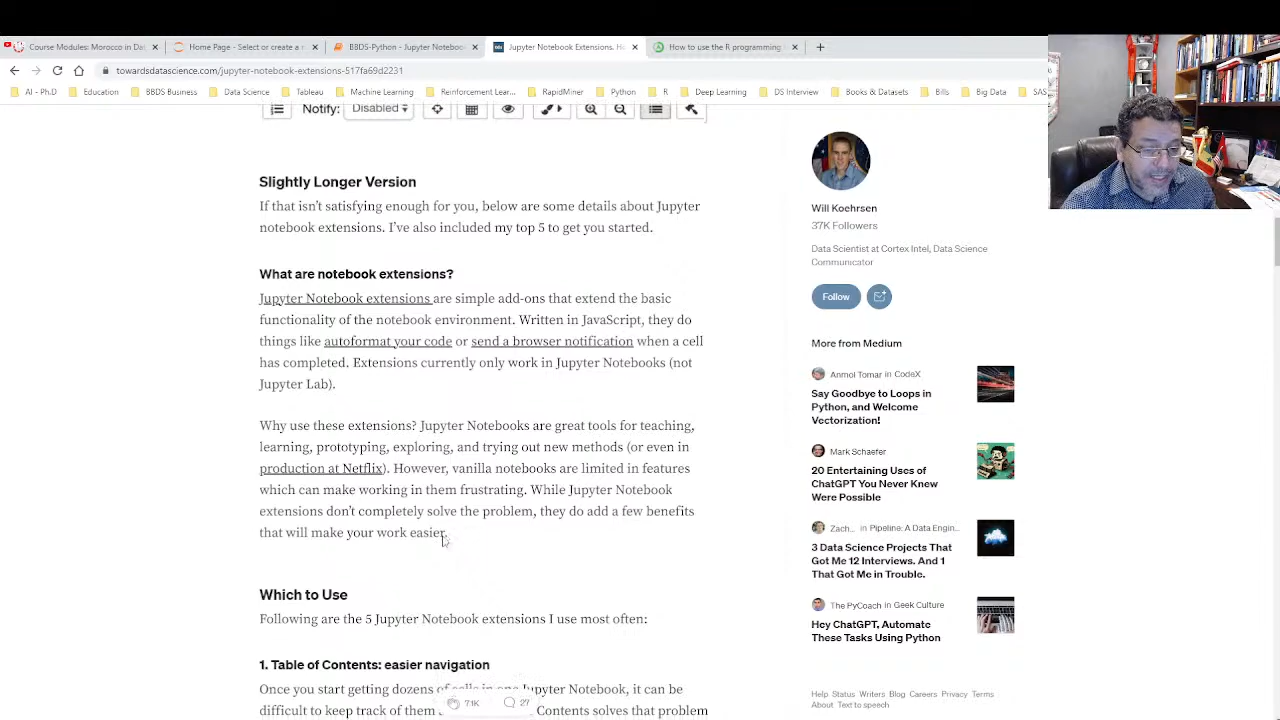 Course Modules: Morocco in Da
Home Page - Select or create a n
BBDS-Python - Jupyter Notebook
Jupyter Notebook Extensions. Ho
How to use the R programming
towardsdatascience.com/jupyter-notebook-extensions-517fa69d2231
AI - Ph.D
Education
BBDS Business
Data Science
Tableau
Machine Learning
Reinforcement Lear...
RapidMiner
Python
R
Deep Learning
DS Interview
Books & Datasets
Bills
Big Data
SAS
Notify: Disabled
Slightly Longer Version
If that isn't satisfying enough for you, below are some details about Jupyter
notebook extensions. I've also included my top 5 to get you started.
What are notebook extensions?
Jupyter Notebook extensions are simple add-ons that extend the basic
functionality of the notebook environment. Written in JavaScript, they do
things like autoformat your code or send a browser notification when a cell
has completed. Extensions currently only work in Jupyter Notebooks (not
Jupyter Lab).
Why use these extensions? Jupyter Notebooks are great tools for teaching,
learning, prototyping, exploring, and trying out new methods (or even in
production at Netflix). However, vanilla notebooks are limited in features
which can make working in them frustrating. While Jupyter Notebook
extensions don't completely solve the problem, they do add a few benefits
that will make your work easier.
Which to Use
Following are the 5 Jupyter Notebook extensions I use most often:
1. Table of Contents: easier navigation
Once you start getting dozens of cells in one Jupyter Notebook, it can be
difficult to keep track of them Contents solves that problem
7.1K
27
Will Koehrsen
37K Followers
Data Scientist at Cortex Intel, Data Science
Communicator
Follow
More from Medium
Anmol Tomar in CodeX
Say Goodbye to Loops in
Python, and Welcome
Vectorization!
Mark Schaefer
20 Entertaining Uses of
ChatGPT You Never Knew
Were Possible
Zach... in Pipeline: A Data Engin...
3 Data Science Projects That
Got Me 12 Interviews. And 1
That Got Me in Trouble.
The PyCoach in Geek Culture
Hey ChatGPT, Automate
These Tasks Using Python
Help Status Writers Blog Careers Privacy Terms
About Text to speech